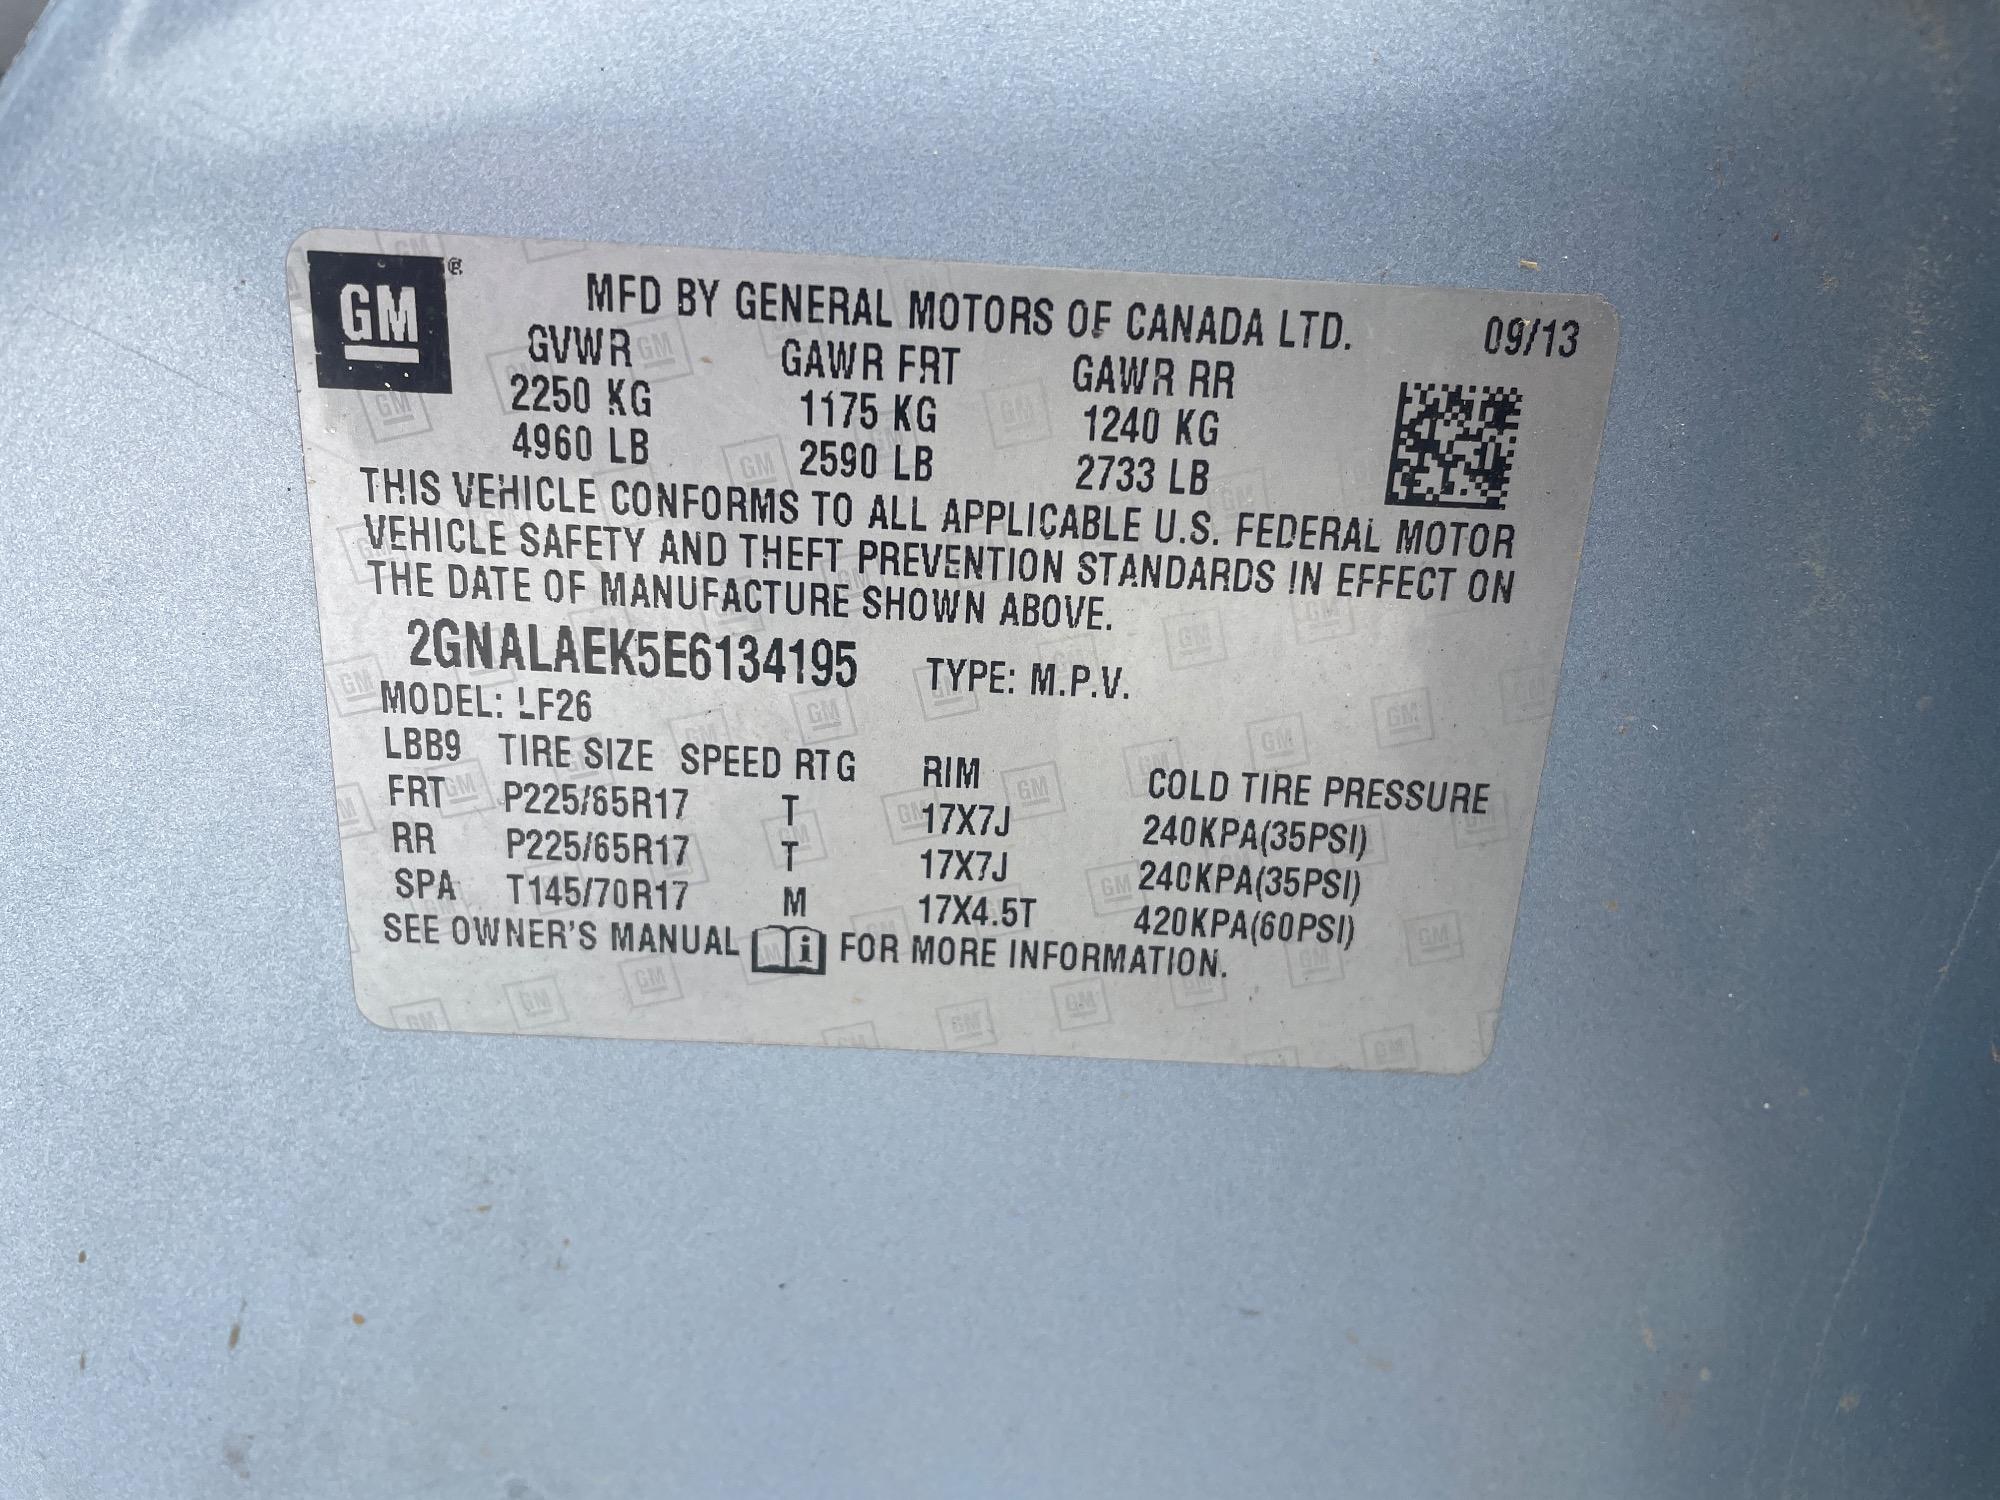 GM®
MFD BY GENERAL MOTORS OF CANADA LTD. 09/13
GVWR GAWR FRT GAWR RR
2250 KG 1175 KG 1240 KG
4960 LB 2590 LB 2733 LB
THIS VEHICLE CONFORMS TO ALL APPLICABLE U.S. FEDERAL MOTOR
VEHICLE SAFETY AND THEFT PREVENTION STANDARDS IN EFFECT ON
THE DATE OF MANUFACTURE SHOWN ABOVE.
2GNALAEK5E6134195 TYPE: M.P.V.
MODEL: LF26
LBB9 TIRE SIZE SPEED RTG RIM COLD TIRE PRESSURE
FRT P225/65R17 T 17X7J 240KPA(35PSI)
RR P225/65R17 T 17X7J 240KPA(35PSI)
SPA T145/70R17 M 17X4.5T 420KPA(60PSI)
SEE OWNER'S MANUAL i FOR MORE INFORMATION.